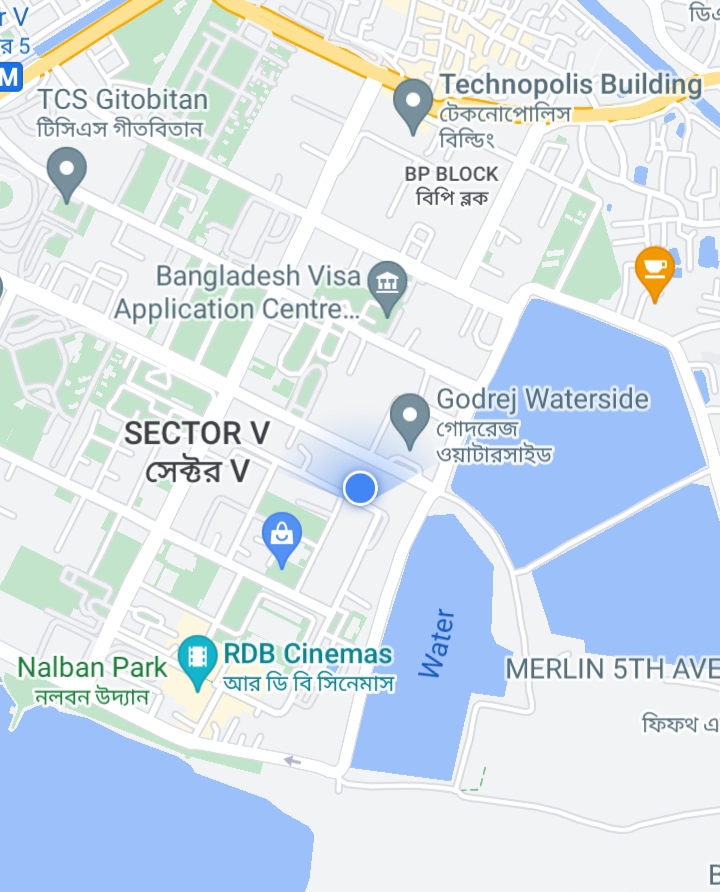 r V
র 5
M
ডিএ
Technopolis Building
টেকনোপোলিস
বিল্ডিং
TCS Gitobitan
টিসিএস গীতবিতান
BP BLOCK
বিপি ব্লক
Bangladesh Visa
Application Centre...
Godrej Waterside
গোদরেজ
ওয়াটারসাইড
SECTOR V
সেক্টর V
Water
RDB Cinemas
আর ডি বি সিনেমাস
Nalban Park
নলবন উদ্যান
MERLIN 5TH AVE
ফিফথ এ
B